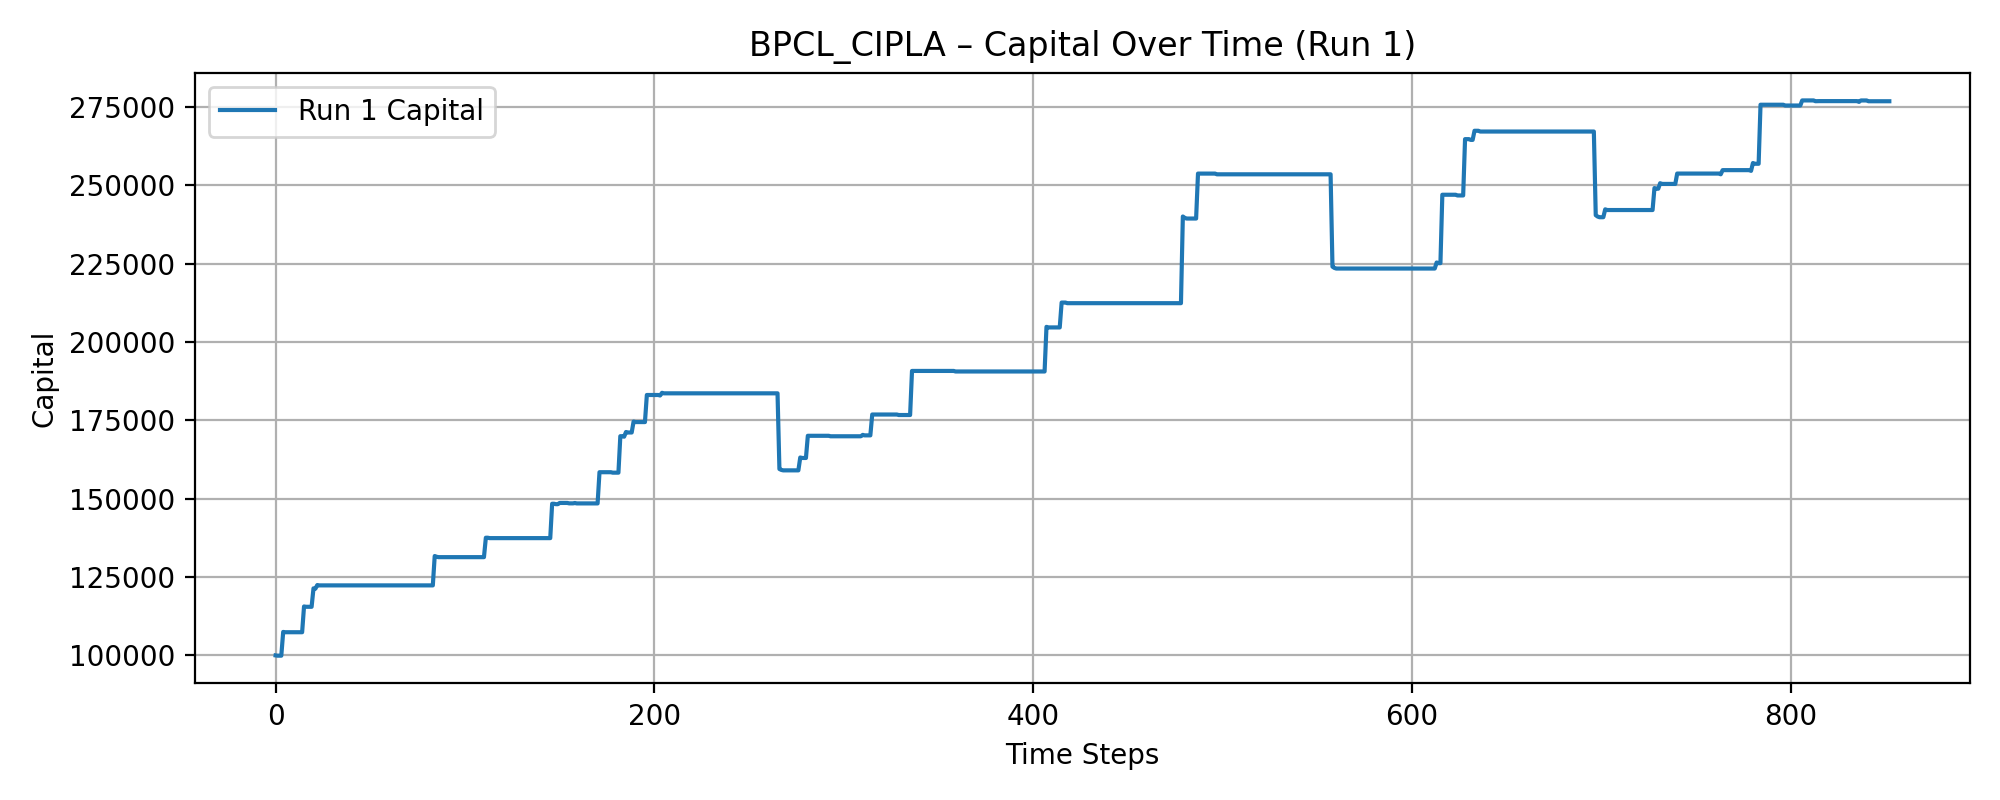 BPCL_CIPLA – Capital Over Time (Run 1)
Run 1 Capital
275000
250000
225000
200000
175000
150000
125000
100000
Capital
0 200 400 600 800
Time Steps